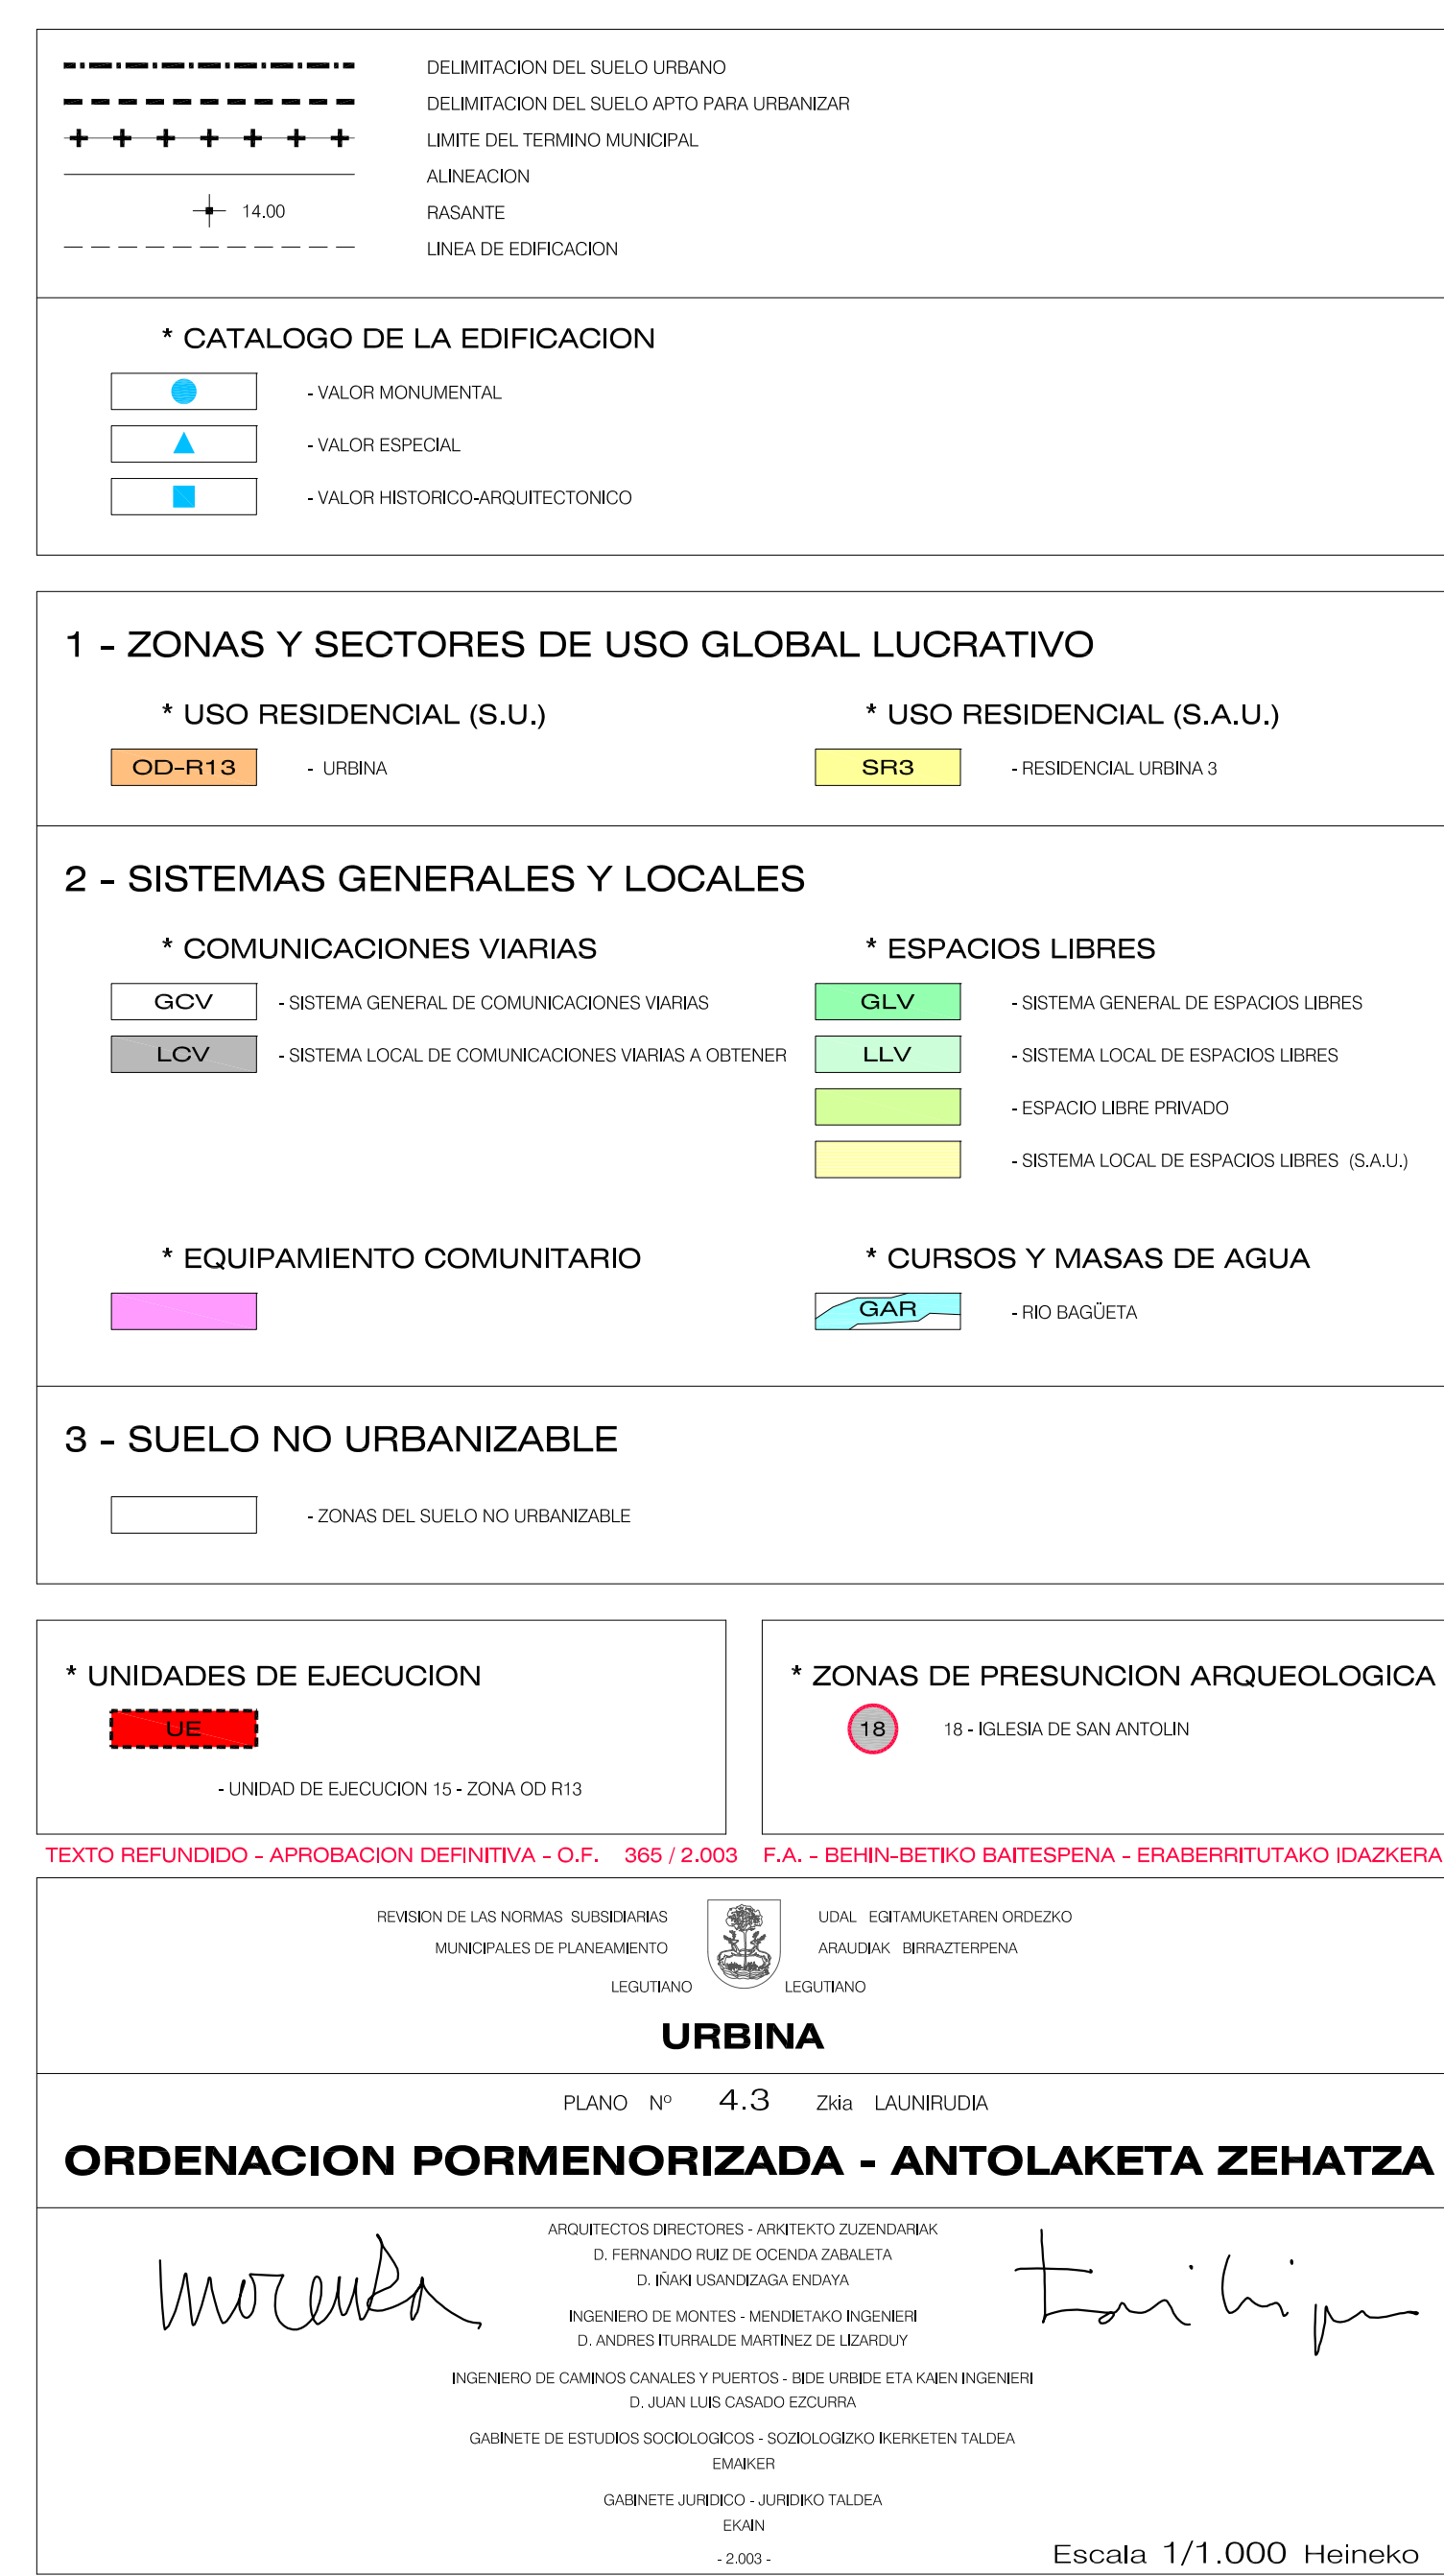 DELIMITACION DEL SUELO URBANO
DELIMITACION DEL SUELO APTO PARA URBANIZAR
LIMITE DEL TERMINO MUNICIPAL
ALINEACION
14.00 RASANTE
LINEA DE EDIFICACION
* CATALOGO DE LA EDIFICACION
- VALOR MONUMENTAL
- VALOR ESPECIAL
- VALOR HISTORICO-ARQUITECTONICO
1 - ZONAS Y SECTORES DE USO GLOBAL LUCRATIVO
* USO RESIDENCIAL (S.U.)
OD-R13 - URBINA
* USO RESIDENCIAL (S.A.U.)
SR3 - RESIDENCIAL URBINA 3
2 - SISTEMAS GENERALES Y LOCALES
* COMUNICACIONES VIARIAS
GCV - SISTEMA GENERAL DE COMUNICACIONES VIARIAS
LCV - SISTEMA LOCAL DE COMUNICACIONES VIARIAS A OBTENER
* ESPACIOS LIBRES
GLV - SISTEMA GENERAL DE ESPACIOS LIBRES
LLV - SISTEMA LOCAL DE ESPACIOS LIBRES
- ESPACIO LIBRE PRIVADO
- SISTEMA LOCAL DE ESPACIOS LIBRES (S.A.U.)
* EQUIPAMIENTO COMUNITARIO
* CURSOS Y MASAS DE AGUA
GAR - RIO BAGÜETA
3 - SUELO NO URBANIZABLE
- ZONAS DEL SUELO NO URBANIZABLE
* UNIDADES DE EJECUCION
UE
- UNIDAD DE EJECUCION 15 - ZONA OD R13
* ZONAS DE PRESUNCION ARQUEOLOGICA
18 18 - IGLESIA DE SAN ANTOLIN
TEXTO REFUNDIDO - APROBACION DEFINITIVA - O.F. 365 / 2.003 F.A. - BEHIN-BETIKO BAITESPENA - ERABERRITUTAKO IDAZKERA
REVISION DE LAS NORMAS SUBSIDIARIAS
MUNICIPALES DE PLANEAMIENTO
LEGUTIANO
UDAL EGITAMUKETAREN ORDEZKO
ARAUDIAK BIRRAZTERPENA
LEGUTIANO
URBINA
PLANO Nº 4.3 Zkia LAUNIRUDIA
ORDENACION PORMENORIZADA - ANTOLAKETA ZEHATZA
ARQUITECTOS DIRECTORES - ARKITEKTO ZUZENDARIAK
D. FERNANDO RUIZ DE OCENDA ZABALETA
D. IÑAKI USANDIZAGA ENDAYA
INGENIERO DE MONTES - MENDIETAKO INGENIERI
D. ANDRES ITURRALDE MARTINEZ DE LIZARDUY
INGENIERO DE CAMINOS CANALES Y PUERTOS - BIDE URBIDE ETA KAIEN INGENIERI
D. JUAN LUIS CASADO EZCURRA
GABINETE DE ESTUDIOS SOCIOLOGICOS - SOZIOLOGIZKO IKERKETEN TALDEA
EMAIKER
GABINETE JURIDICO - JURIDIKO TALDEA
EKAIN
- 2.003 -
Escala 1/1.000 Heineko